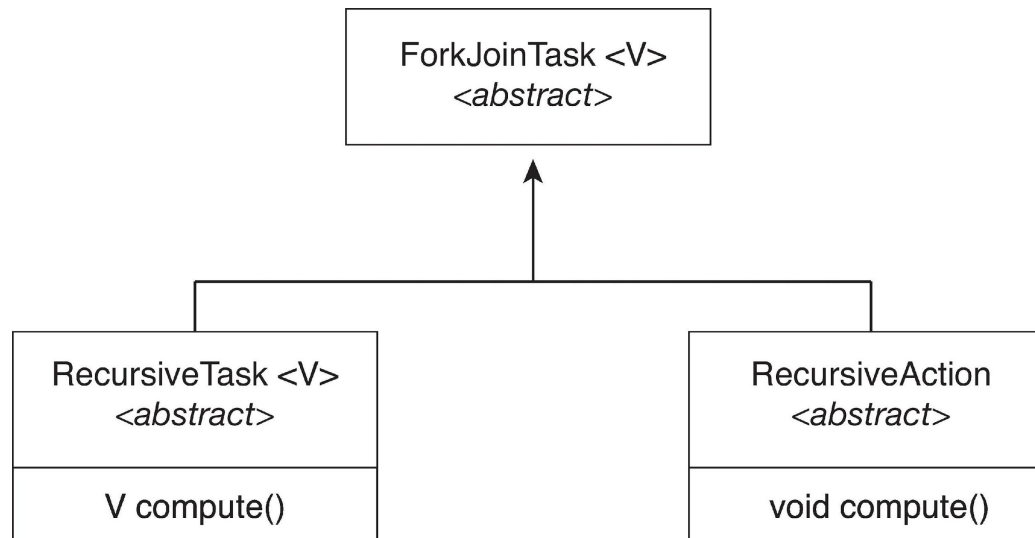 ForkJoinTask <V>
<abstract>
RecursiveTask <V>
<abstract>
V compute()
RecursiveAction
<abstract>
void compute()